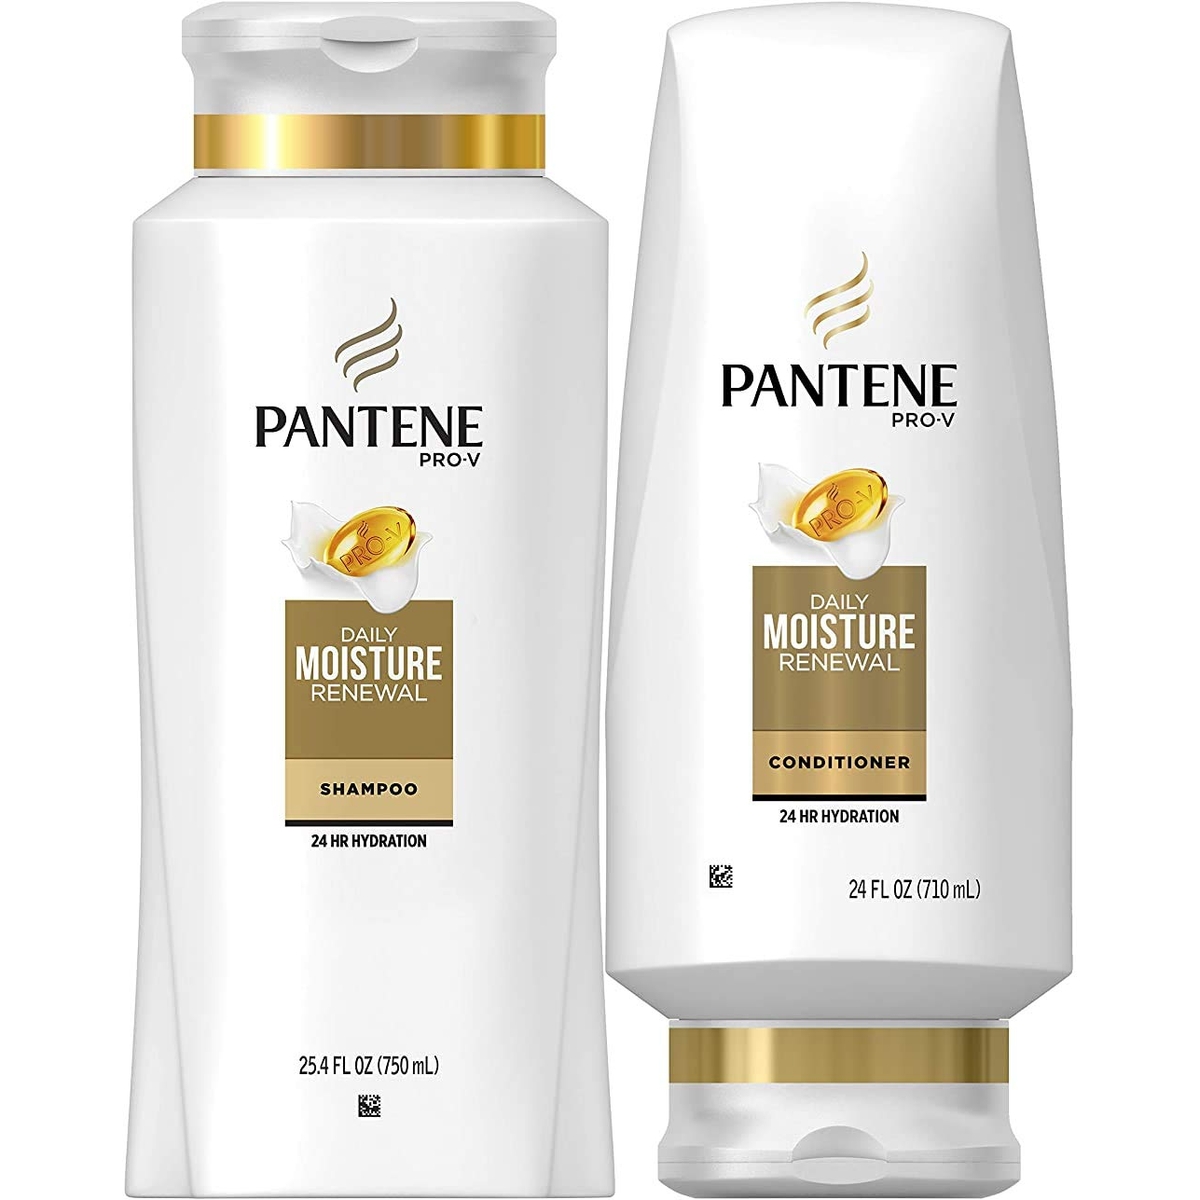 PANTENE
PRO-V
PRO-V
DAILY
MOISTURE
RENEWAL
SHAMPOO
24 HR HYDRATION
25.4 FL OZ (750 mL)
PANTENE
PRO-V
PRO-V
DAILY
MOISTURE
RENEWAL
CONDITIONER
24 HR HYDRATION
24 FL OZ (710 mL)